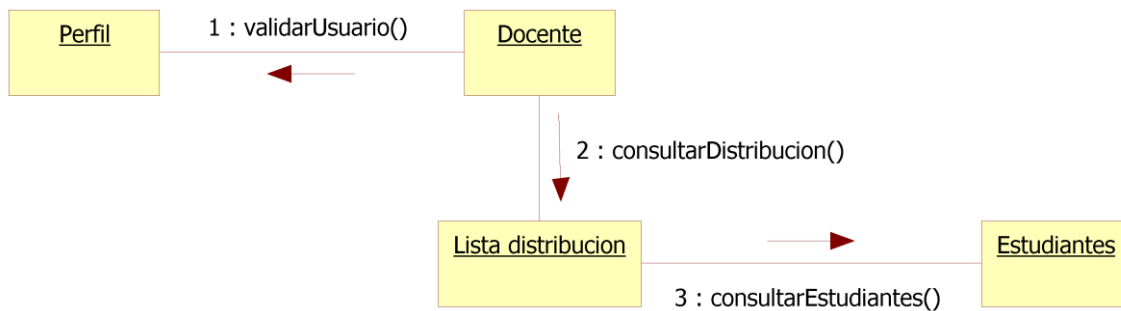 Perfil
1 : validarUsuario()
Docente
2 : consultarDistribucion()
Lista distribucion
Estudiantes
3 : consultarEstudiantes()